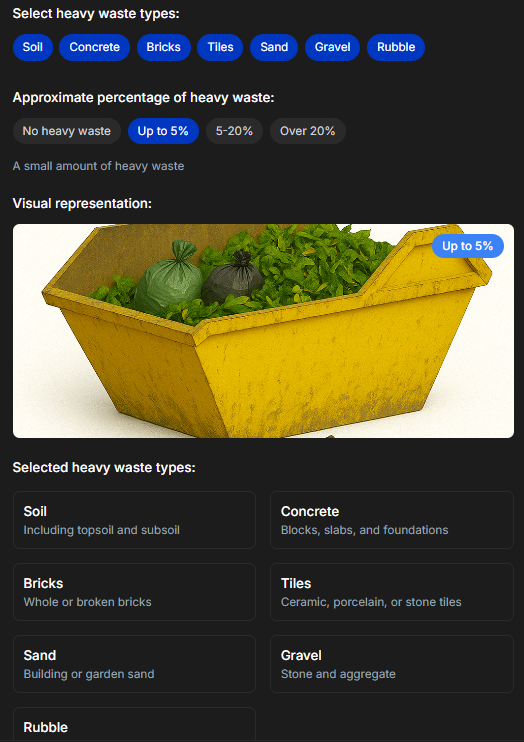 Select heavy waste types:
Soil Concrete Bricks Tiles Sand Gravel Rubble
Approximate percentage of heavy waste:
No heavy waste Up to 5% 5-20% Over 20%
A small amount of heavy waste
Visual representation:
Up to 5%
Selected heavy waste types:
Soil
Including topsoil and subsoil
Concrete
Blocks, slabs, and foundations
Bricks
Whole or broken bricks
Tiles
Ceramic, porcelain, or stone tiles
Sand
Building or garden sand
Gravel
Stone and aggregate
Rubble